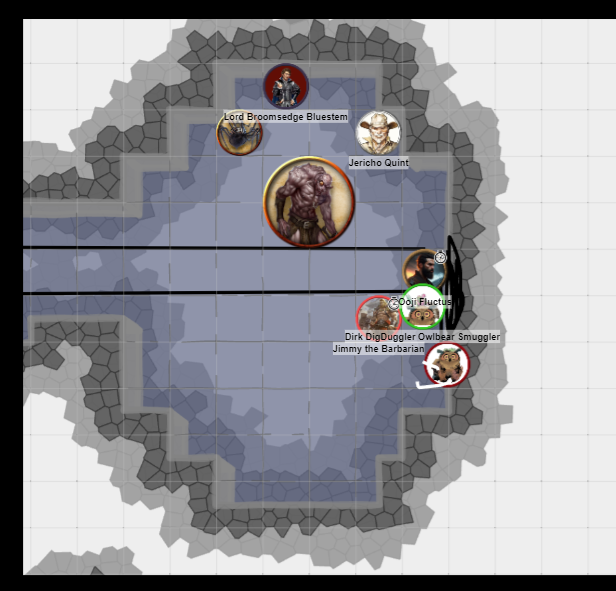 Lord Broomsedge Bluestem
Jericho Quint
Ooji Fluctus
Dirk DigDuggler Owlbear Smuggler
Jimmy the Barbarian